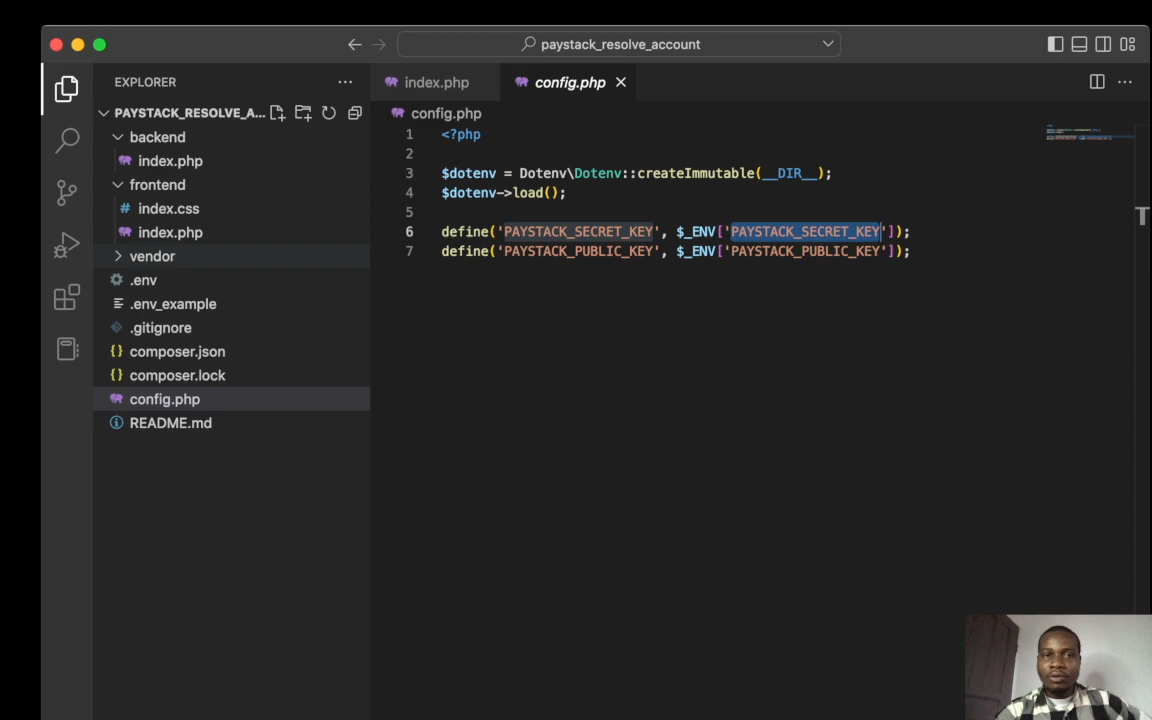 paystack_resolve_account
EXPLORER
index.php
config.php
PAYSTACK_RESOLVE_A...
config.php
backend
1 <?php
2
index.php
3 $dotenv = Dotenv\Dotenv::createImmutable(__DIR__);
frontend
4 $dotenv->load();
# index.css
5
index.php
6 define('PAYSTACK_SECRET_KEY', $_ENV['PAYSTACK_SECRET_KEY']);
vendor
7 define('PAYSTACK_PUBLIC_KEY', $_ENV['PAYSTACK_PUBLIC_KEY']);
.env
.env_example
.gitignore
{} composer.json
{} composer.lock
config.php
README.md
T